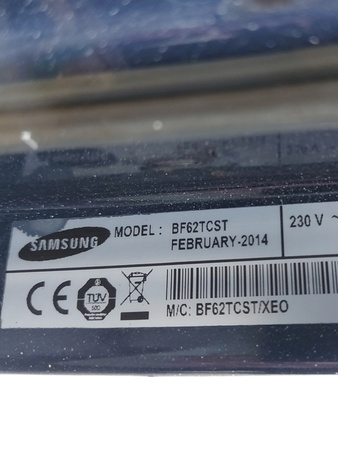 SAMSUNG
MODEL : BF62TCST
FEBRUARY-2014
230 V ~
CE
TÜV
M/C: BF62TCST/XEO